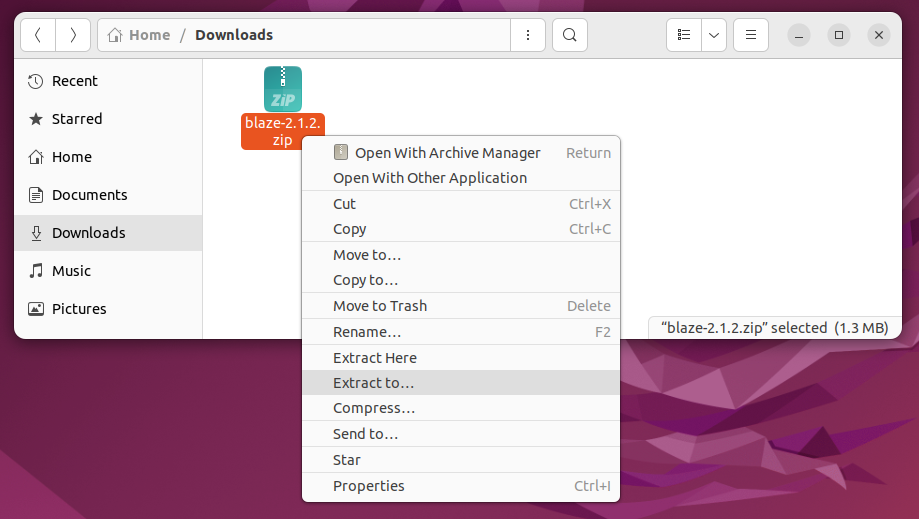 Home / Downloads
Recent
Starred
Home
Documents
Downloads
Music
Pictures
ZiP
blaze-2.1.2.
zip
Open With Archive Manager Return
Open With Other Application
Cut Ctrl+X
Copy Ctrl+C
Move to…
Copy to…
Move to Trash Delete
Rename… F2
Extract Here
Extract to…
Compress…
Send to…
Star
Properties Ctrl+I
“blaze-2.1.2.zip” selected (1.3 MB)